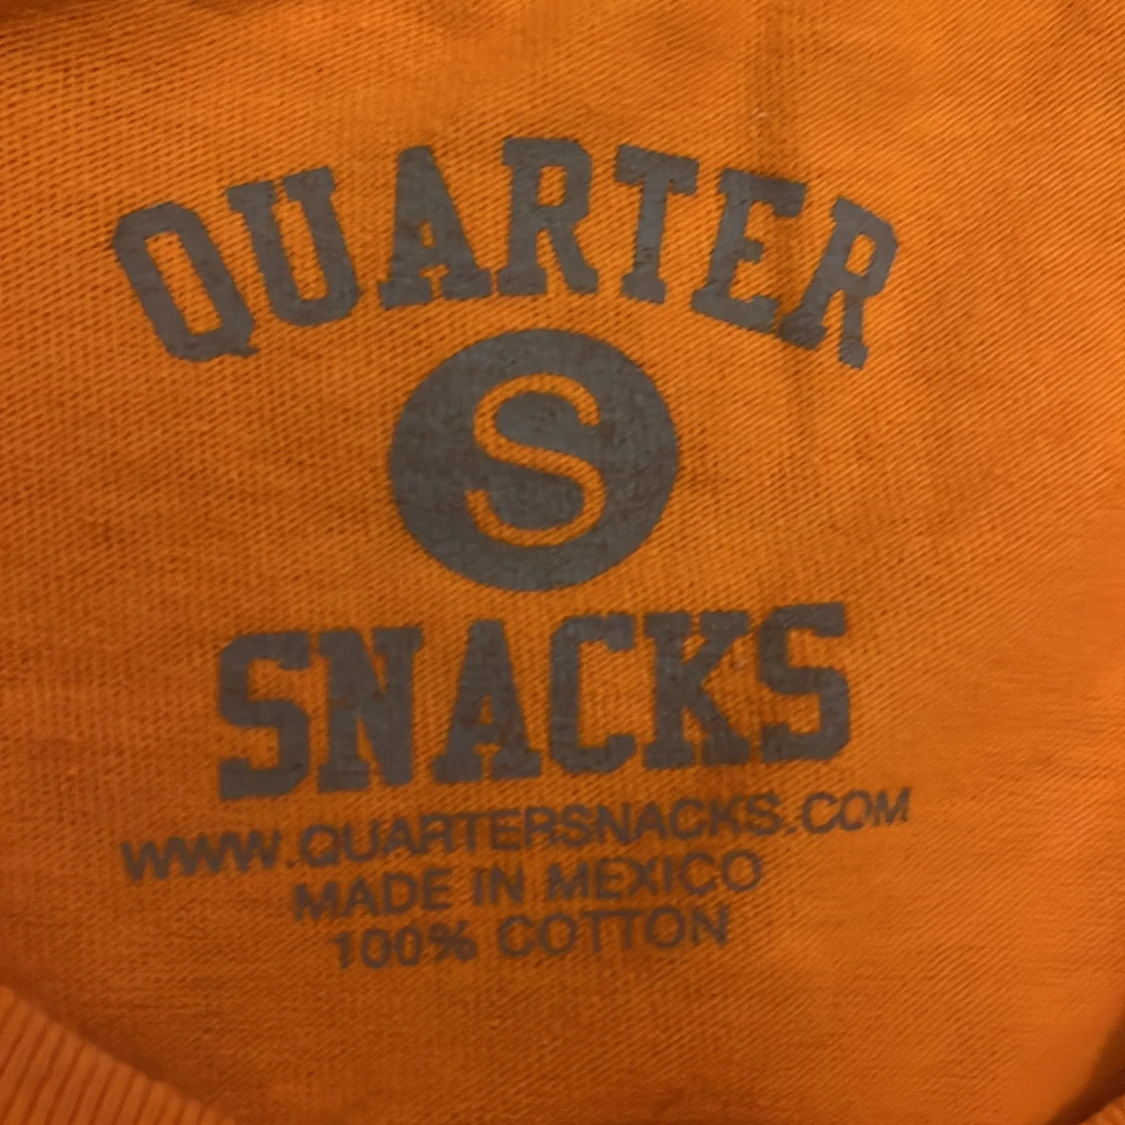 QUARTER
S
SNACKS
WWW.QUARTERSNACKS.COM
MADE IN MEXICO
100% COTTON